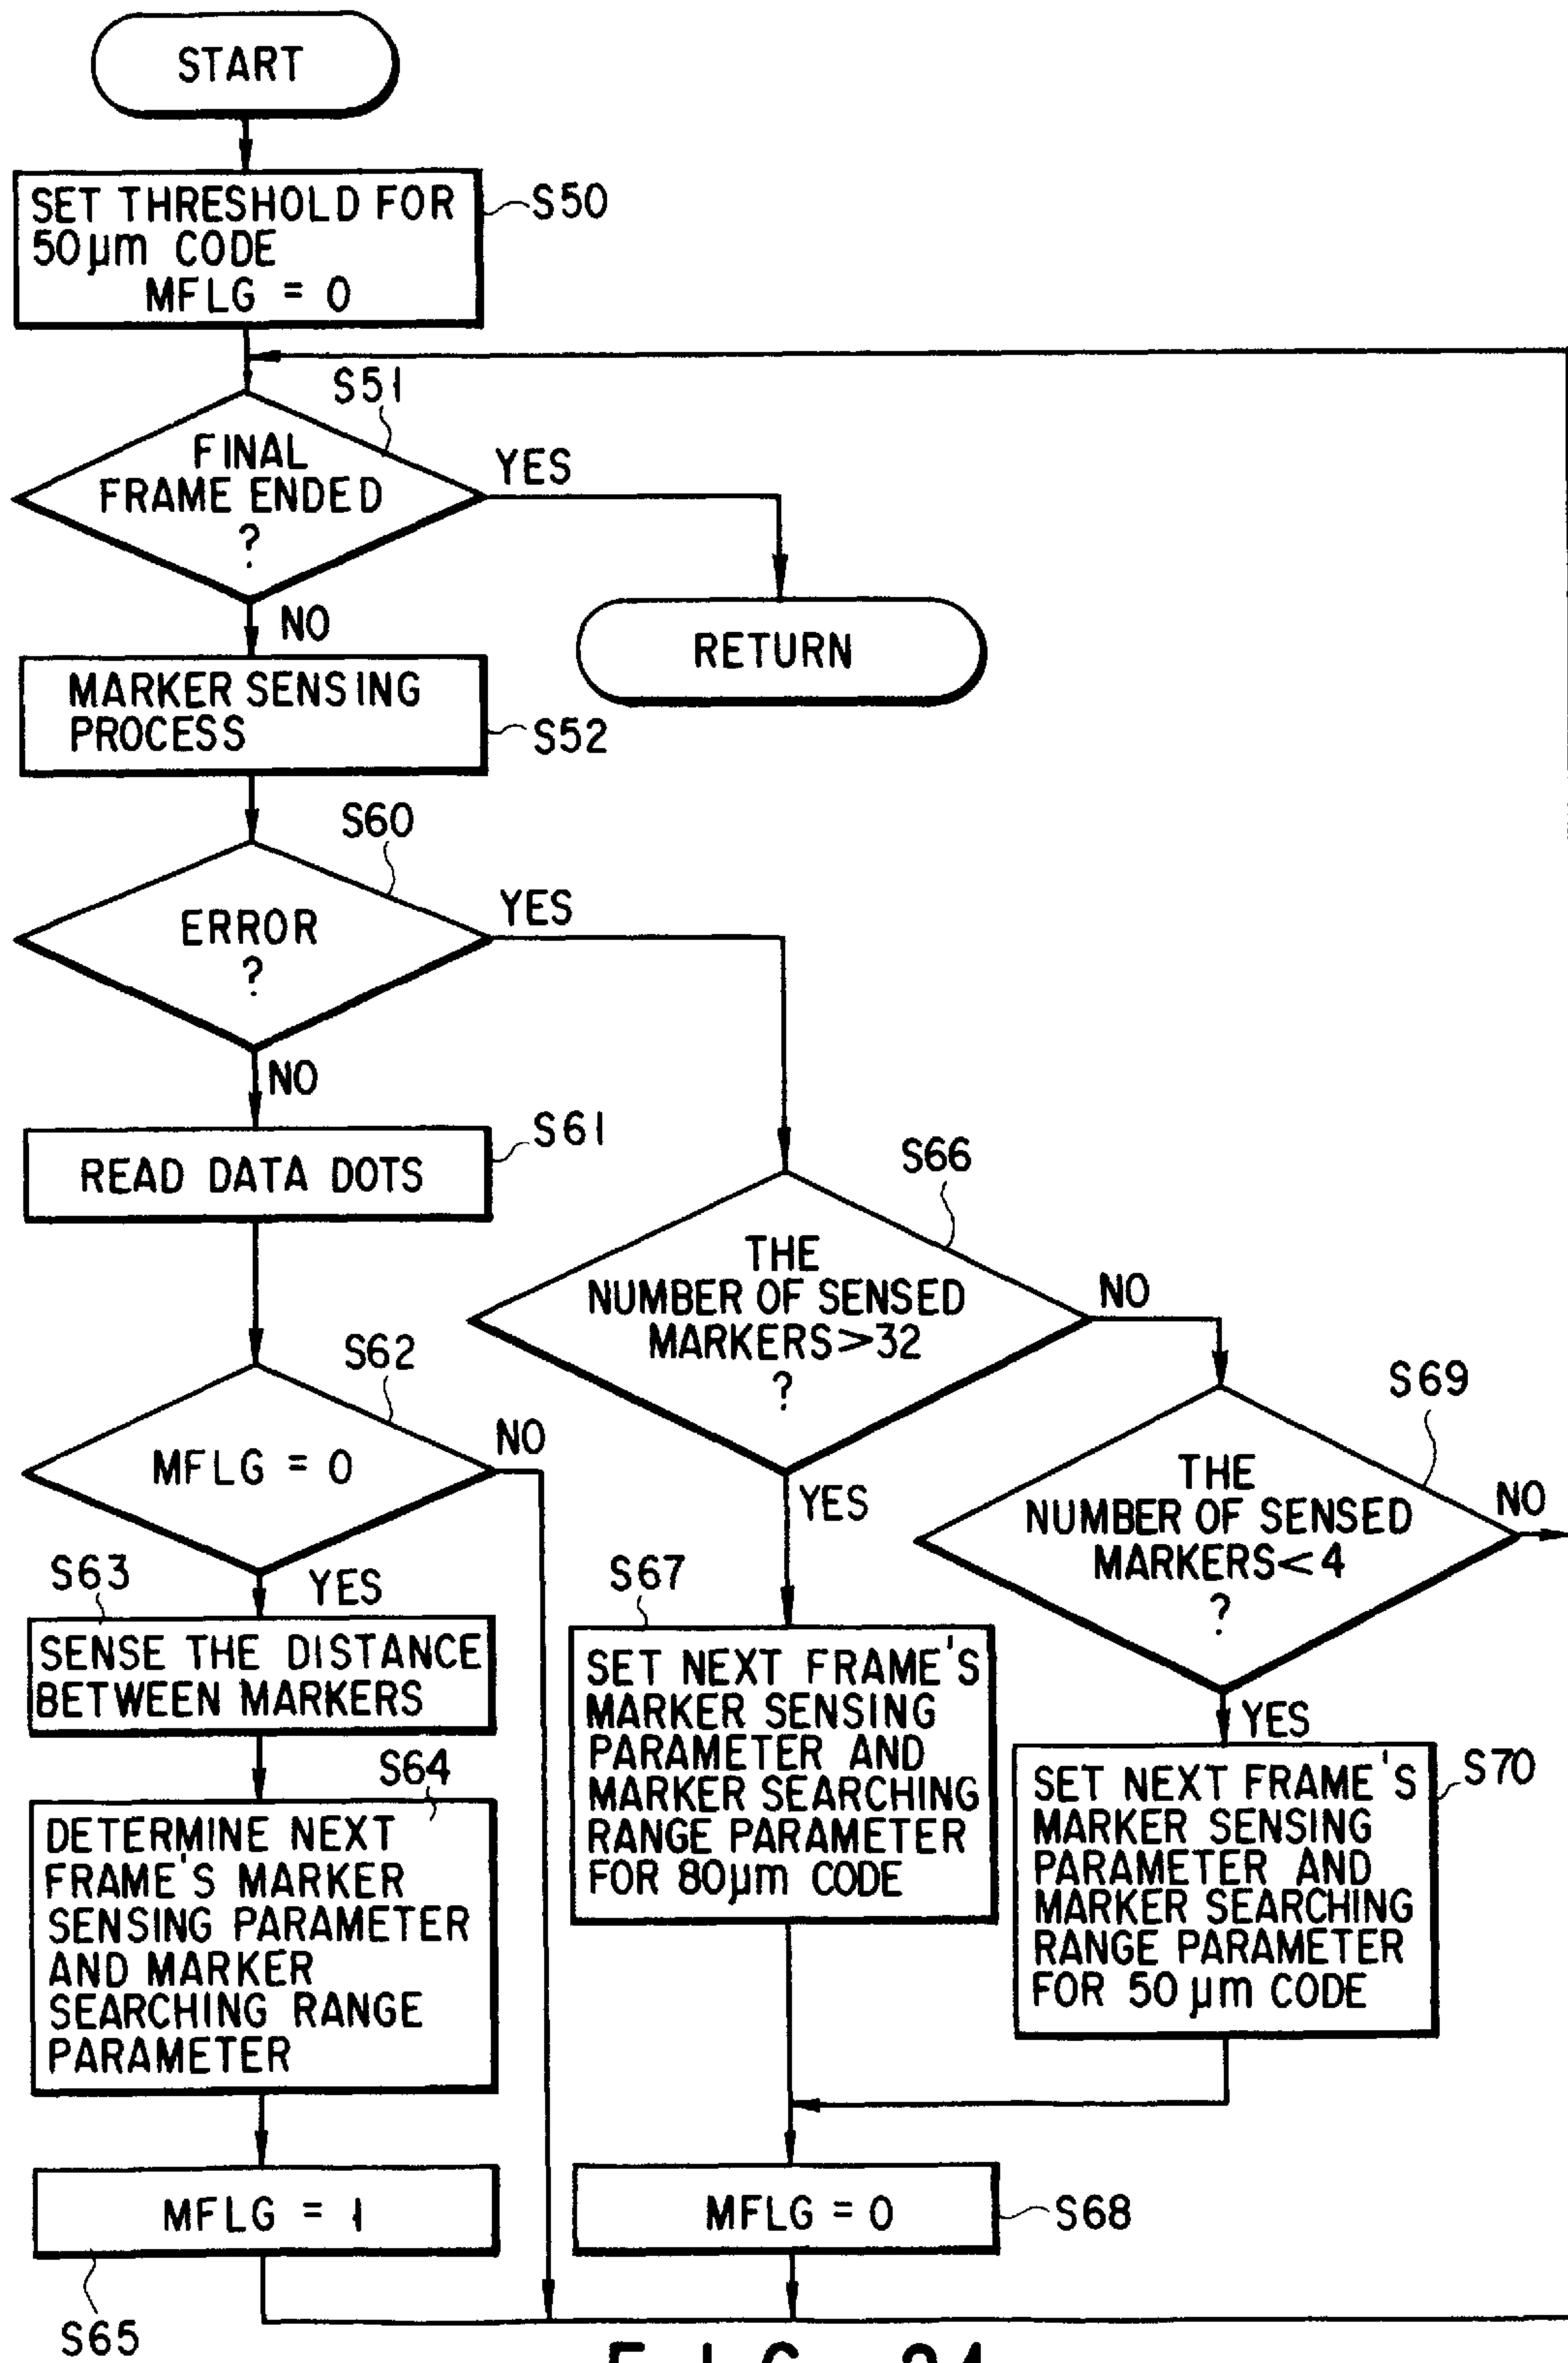 START
SET THRESHOLD FOR
50µm CODE
MFLG = 0
S50
S51
FINAL
FRAME ENDED
?
YES
NO
RETURN
MARKER SENSING
PROCESS
S52
S60
ERROR
?
YES
NO
READ DATA DOTS
S61
S62
MFLG = 0
NO
YES
S63
SENSE THE DISTANCE
BETWEEN MARKERS
S64
DETERMINE NEXT
FRAME'S MARKER
SENSING PARAMETER
AND MARKER
SEARCHING RANGE
PARAMETER
MFLG = 1
S65
S66
THE
NUMBER OF SENSED
MARKERS>32
?
NO
YES
S67
SET NEXT FRAME'S
MARKER SENSING
PARAMETER AND
MARKER SEARCHING
RANGE PARAMETER
FOR 80µm CODE
MFLG = 0
S68
S69
THE
NUMBER OF SENSED
MARKERS<4
?
NO
YES
SET NEXT FRAME'S
MARKER SENSING
PARAMETER AND
MARKER SEARCHING
RANGE PARAMETER
FOR 50µm CODE
S70